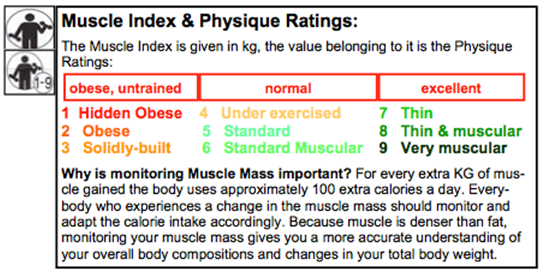 Muscle Index & Physique Ratings:
The Muscle Index is given in kg, the value belonging to it is the Physique
Ratings:
obese, untrained normal excellent
1 Hidden Obese 4 Under exercised 7 Thin
2 Obese 5 Standard 8 Thin & muscular
3 Solidly-built 6 Standard Muscular 9 Very muscular
Why is monitoring Muscle Mass important? For every extra KG of mus-
cle gained the body uses approximately 100 extra calories a day. Every-
body who experiences a change in the muscle mass should monitor and
adapt the calorie intake accordingly. Because muscle is denser than fat,
monitoring your muscle mass gives you a more accurate understanding of
your overall body compositions and changes in your total body weight.
1-9